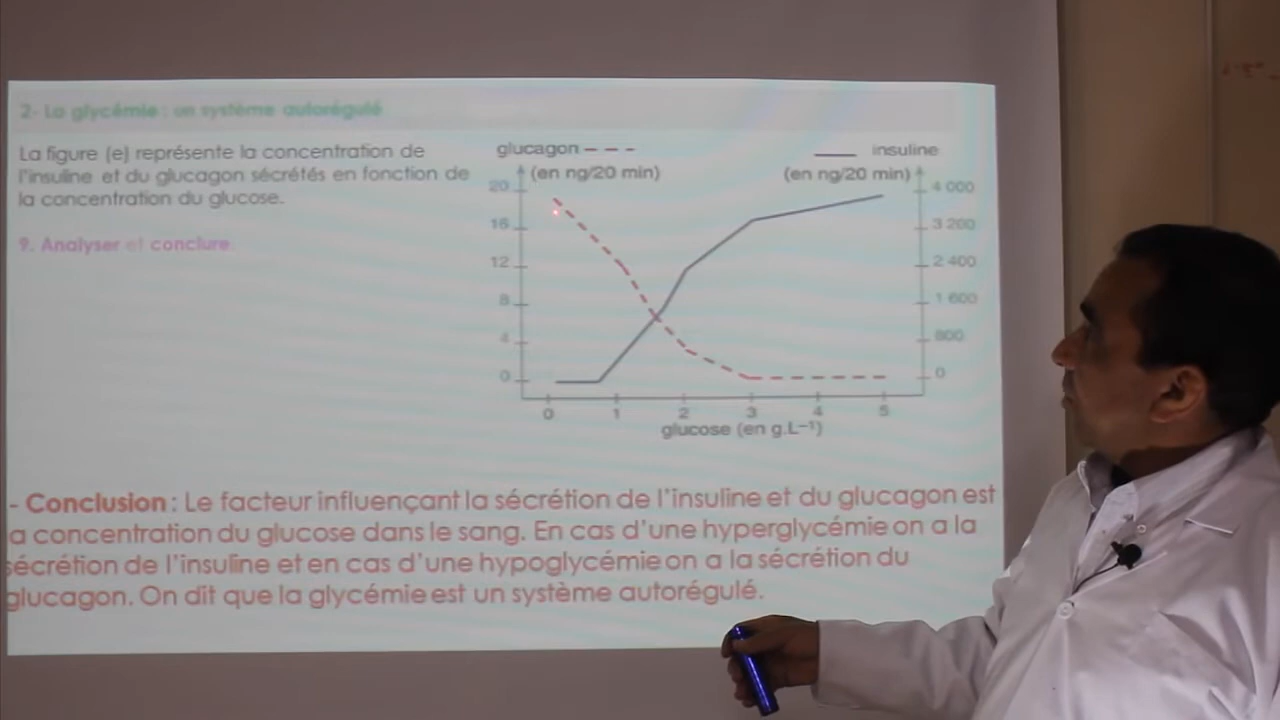 2- La glycémie : un système autorégulé
La figure (e) représente la concentration de
l'insuline et du glucagon sécrétés en fonction de
la concentration du glucose.
9. Analyser et conclure
glucagon
(en ng/20 min)
insuline
(en ng/20 min)
20
16
12
8
4
0
4 000
3 200
2 400
1 600
800
0
0 1 2 3 4 5
glucose (en g.L⁻¹)
- Conclusion : Le facteur influençant la sécrétion de l'insuline et du glucagon est
a concentration du glucose dans le sang. En cas d'une hyperglycémie on a la
sécrétion de l'insuline et en cas d'une hypoglycémie on a la sécrétion du
glucagon. On dit que la glycémie est un système autorégulé.